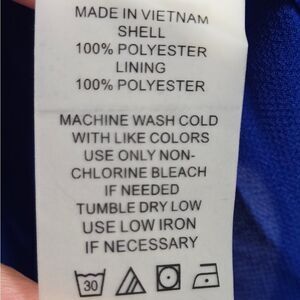 MADE IN VIETNAM
SHELL
100% POLYESTER
LINING
100% POLYESTER
MACHINE WASH COLD
WITH LIKE COLORS
USE ONLY NON-
CHLORINE BLEACH
IF NEEDED
TUMBLE DRY LOW
USE LOW IRON
IF NECESSARY
30